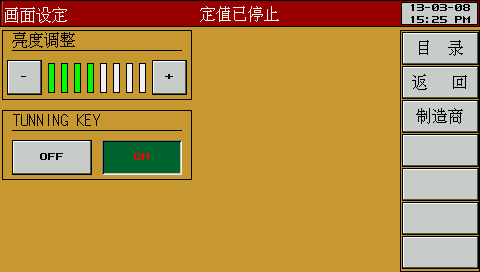 画面设定
定值已停止
13-03-08
15:25 PM
亮度调整
- +
TUNNING KEY
OFF
ON
目 录
返 回
制造商